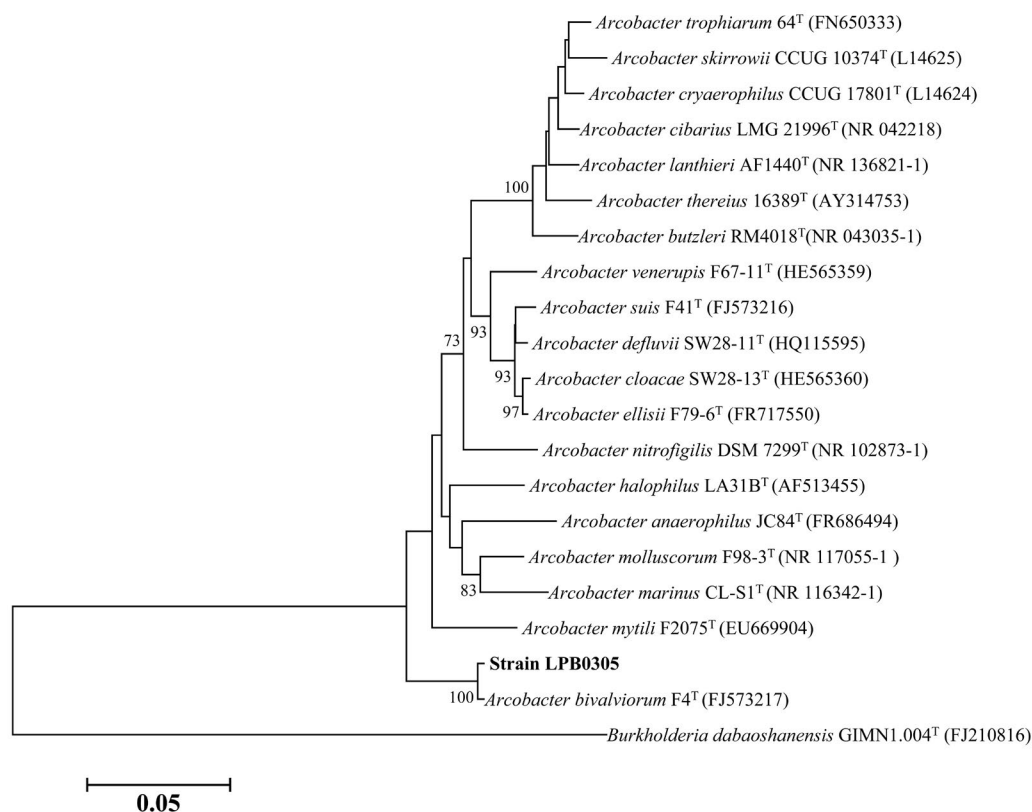 Arcobacter trophiarum 64ᵀ (FN650333)
Arcobacter skirrowii CCUG 10374ᵀ (L14625)
Arcobacter cryaerophilus CCUG 17801ᵀ (L14624)
Arcobacter cibarius LMG 21996ᵀ (NR 042218)
Arcobacter lanthieri AF1440ᵀ (NR 136821-1)
100
Arcobacter thereius 16389ᵀ (AY314753)
Arcobacter butzleri RM4018ᵀ(NR 043035-1)
Arcobacter venerupis F67-11ᵀ (HE565359)
Arcobacter suis F41ᵀ (FJ573216)
93
73
Arcobacter defluvii SW28-11ᵀ (HQ115595)
93
Arcobacter cloacae SW28-13ᵀ (HE565360)
97
Arcobacter ellisii F79-6ᵀ (FR717550)
Arcobacter nitrofigilis DSM 7299ᵀ (NR 102873-1)
Arcobacter halophilus LA31Bᵀ (AF513455)
Arcobacter anaerophilus JC84ᵀ (FR686494)
Arcobacter molluscorum F98-3ᵀ (NR 117055-1 )
83
Arcobacter marinus CL-S1ᵀ (NR 116342-1)
Arcobacter mytili F2075ᵀ (EU669904)
Strain LPB0305
100
Arcobacter bivalviorum F4ᵀ (FJ573217)
Burkholderia dabaoshanensis GIMN1.004ᵀ (FJ210816)
0.05